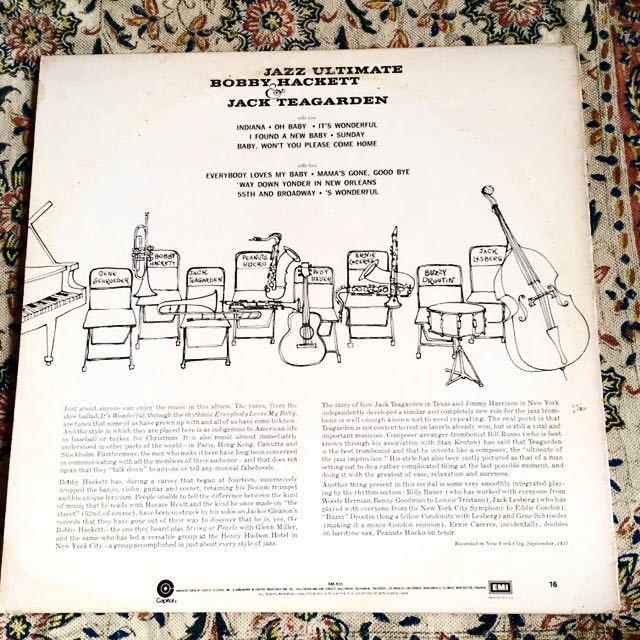 JAZZ ULTIMATE
BOBBY HACKETT
&
JACK TEAGARDEN
side one
INDIANA • OH BABY • IT'S WONDERFUL
I FOUND A NEW BABY • SUNDAY
BABY, WON'T YOU PLEASE COME HOME
side two
EVERYBODY LOVES MY BABY • MAMA'S GONE, GOOD BYE
'WAY DOWN YONDER IN NEW ORLEANS
55TH AND BROADWAY • 'S WONDERFUL
GENE SCHROEDER
BOBBY HACKETT
JACK TEAGARDEN
PEANUTS HUCKO
BILLY BAUER
ERNIE CACERES
BUZZY DROOTIN
JACK LESBERG
Just about anyone can enjoy the music in this album. The tunes, from the
slow ballad, It's Wonderful, through the rhythmic Everybody Loves My Baby,
are tunes that some of us have grown up with and all of us have come to know.
And the style in which they are played here is as indigenous to American life
as baseball or turkey for Christmas. It is also music almost immediately
understood in other parts of the world – in Paris, Hong Kong, Calcutta and
Stockholm. Furthermore, the men who make it here have long been concerned
in communicating with all the members of their audience – and that does not
mean that they "talk down" to anyone or tell any musical falsehoods.
Bobby Hackett has, during a career that began at fourteen, successively
dropped the banjo, violin, guitar and cornet, retaining his Besson trumpet
and his unique lyricism. People unable to tell the difference between the kind
of music that he reads with Horace Heidt and the kind he once made on "the
street" (52nd, of course), have been so struck by his solos on Jackie Gleason's
records that they have gone out of their way to discover that he is, yes, the
Bobby Hackett – the one they heard play String of Pearls with Glenn Miller,
and the same who has led a versatile group at the Henry Hudson Hotel in
New York City – a group accomplished in just about every style of jazz.
The story of how Jack Teagarden in Texas and Jimmy Harrison in New York
independently developed a similar and completely new role for the jazz trom-
bone is well enough known not to need repeating. The real point is that
Teagarden is not content to rest on laurels already won, but is still a vital and
important musician. Composer-arranger-trombonist Bill Russo (who is best
known through his association with Stan Kenton) has said that Teagarden
is the best trombonist and that he invents like a composer, the "ultimate of
the jazz improvisor." His style has also been justly pictured as that of a man
setting out to do a rather complicated thing at the last possible moment, and
doing it with the greatest of ease, relaxation and sureness.
Another thing present in this recital is some very smoothly integrated playing
by the rhythm section: Billy Bauer (who has worked with everyone from
Woody Herman, Benny Goodman to Lennie Tristano), Jack Lesberg (who has
played with everyone from the New York City Symphony to Eddie Condon),
"Buzzy" Drootin (long a fellow Condonite with Lesberg) and Gene Schroeder
(making it a minor Condon reunion). Ernie Caceres, incidentally, doubles
on baritone sax, Peanuts Hucko on tenor.
Recorded in New York City, September, 1957
Capitol
EMI
16